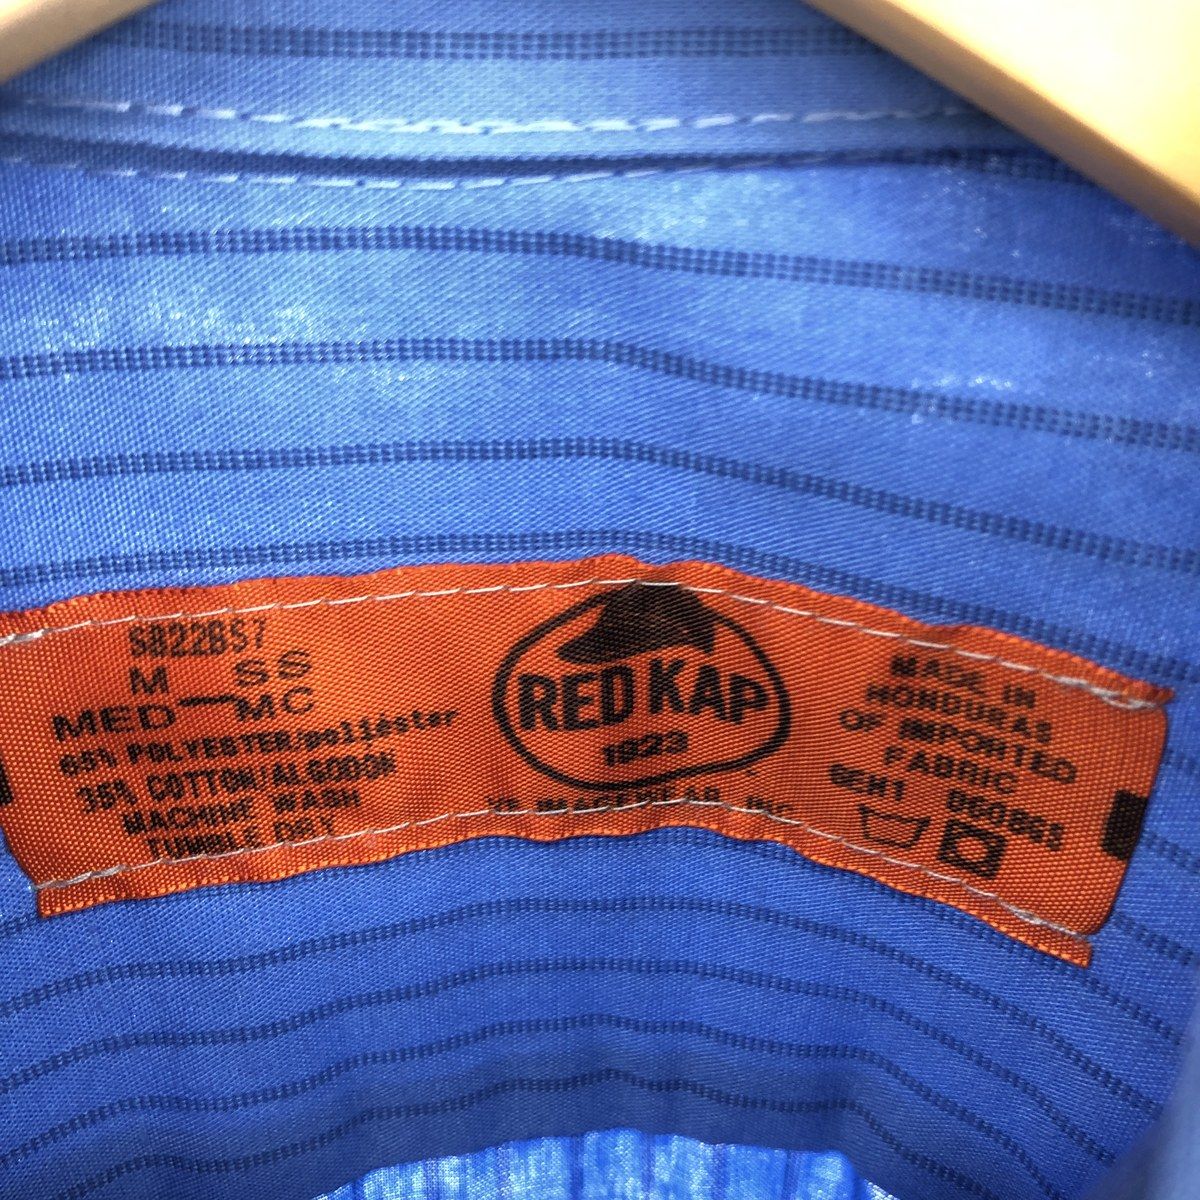 SB22BS7
M SS
MED-MC
65% POLYESTER/poliester
35% COTTON/ALGODON
MACHINE WASH
TUMBLE DRY
RED KAP
1923
MADE IN
HONDURAS
OF IMPORTED
FABRIC